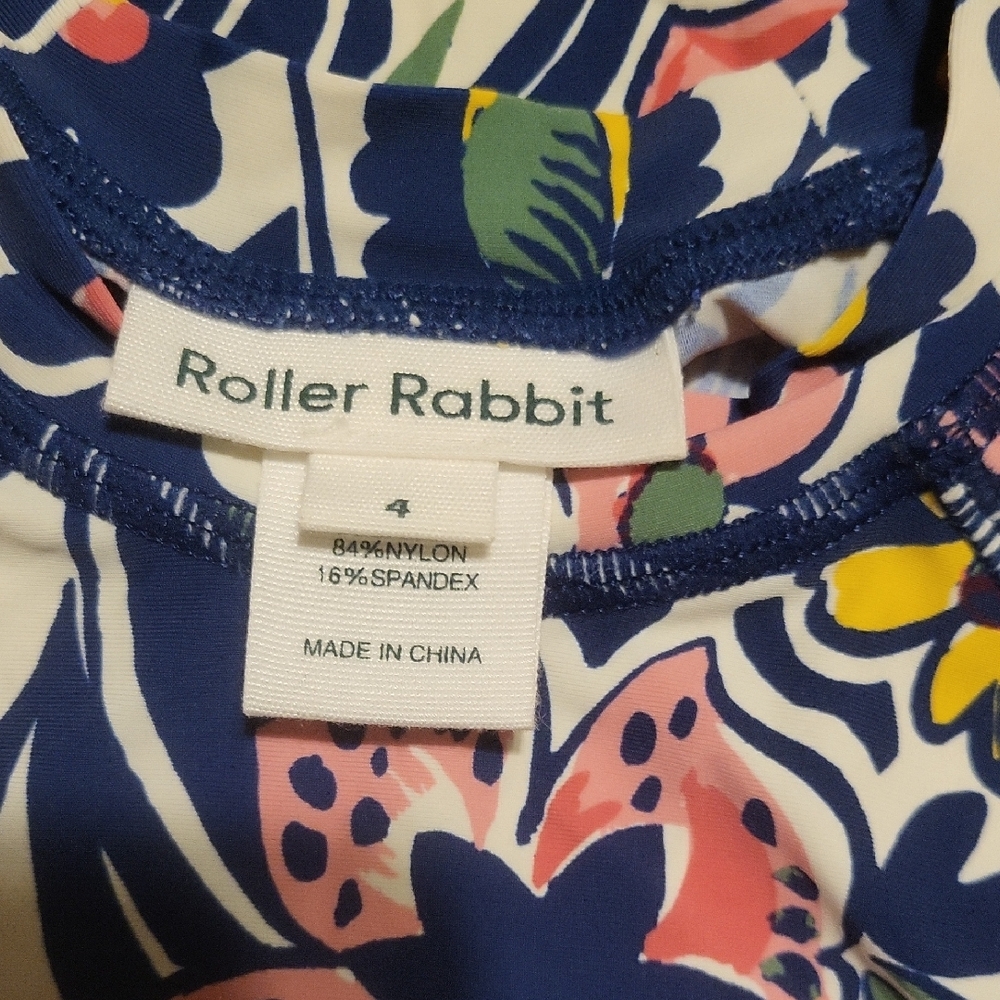 Roller Rabbit
4
84%NYLON
16%SPANDEX
MADE IN CHINA